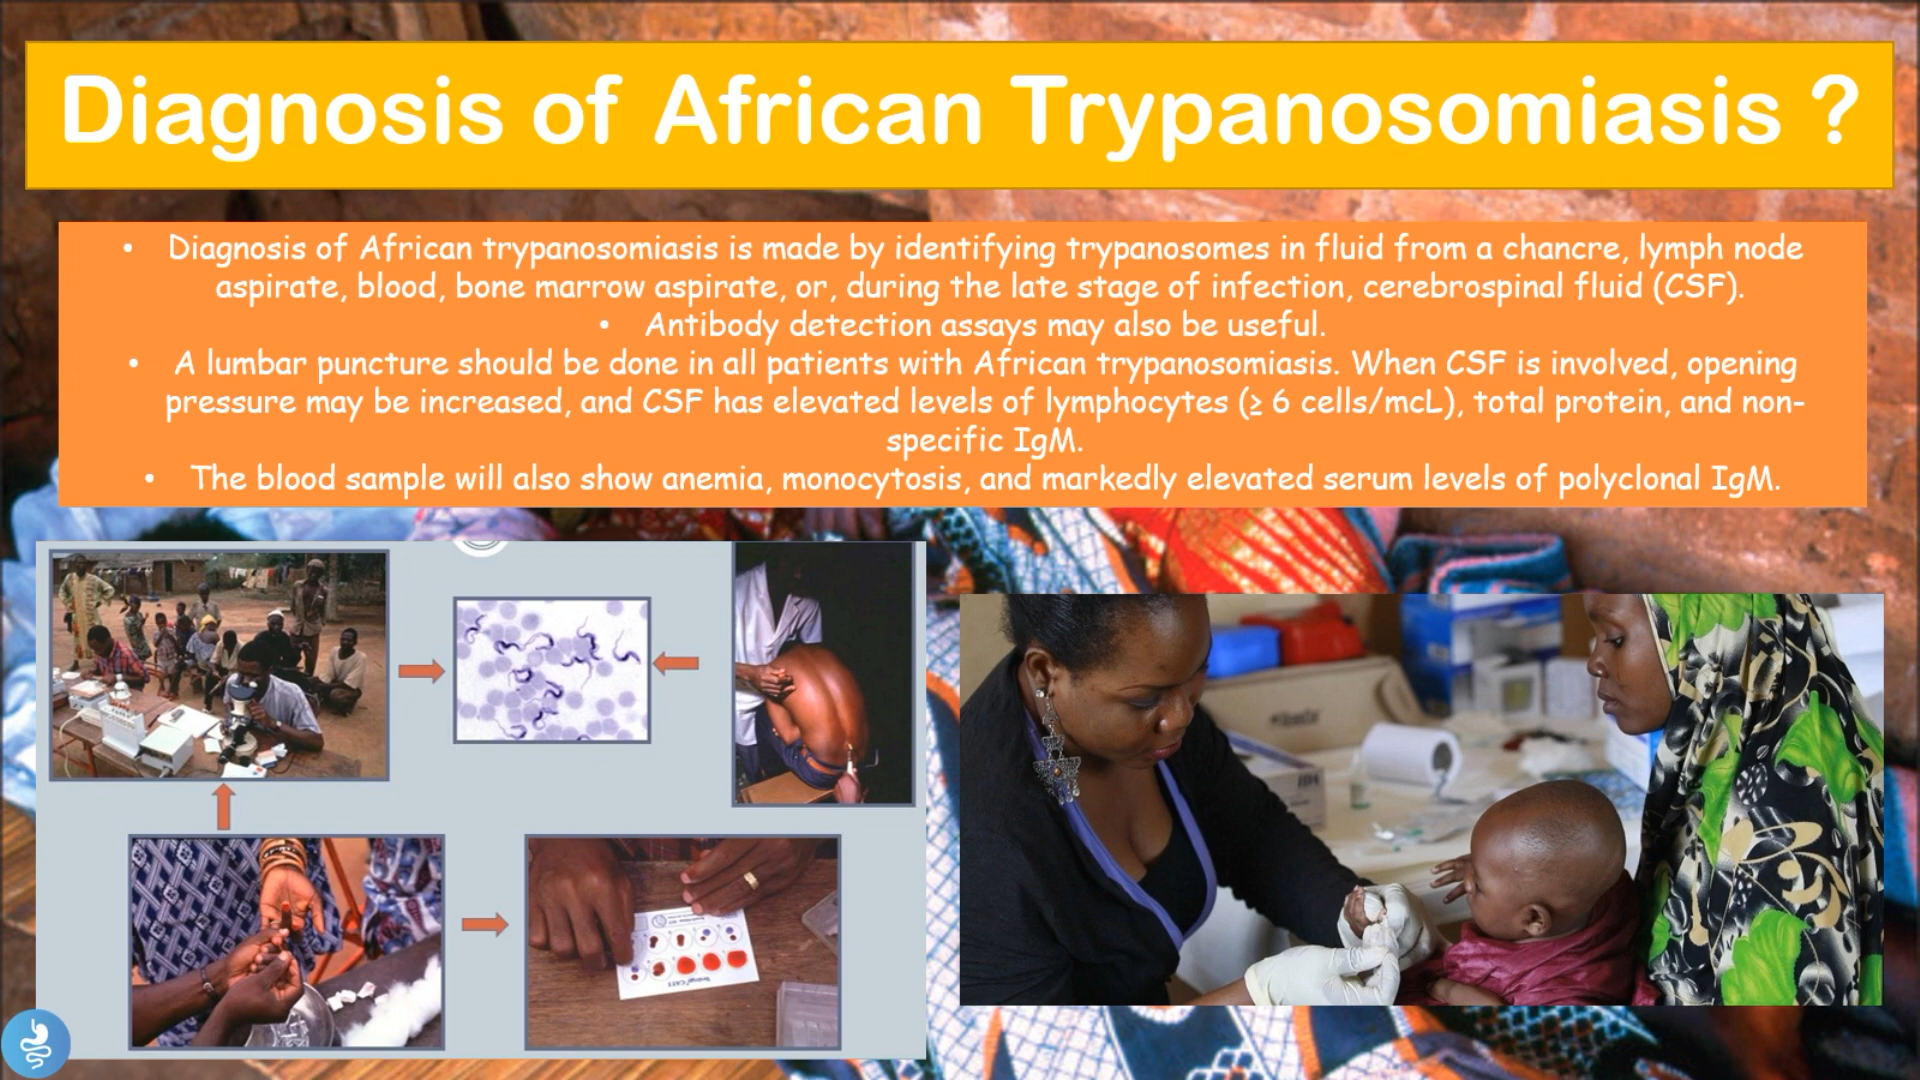 Diagnosis of African Trypanosomiasis ?
• Diagnosis of African trypanosomiasis is made by identifying trypanosomes in fluid from a chancre, lymph node
aspirate, blood, bone marrow aspirate, or, during the late stage of infection, cerebrospinal fluid (CSF).
• Antibody detection assays may also be useful.
• A lumbar puncture should be done in all patients with African trypanosomiasis. When CSF is involved, opening
pressure may be increased, and CSF has elevated levels of lymphocytes (≥ 6 cells/mcL), total protein, and non-
specific IgM.
• The blood sample will also show anemia, monocytosis, and markedly elevated serum levels of polyclonal IgM.